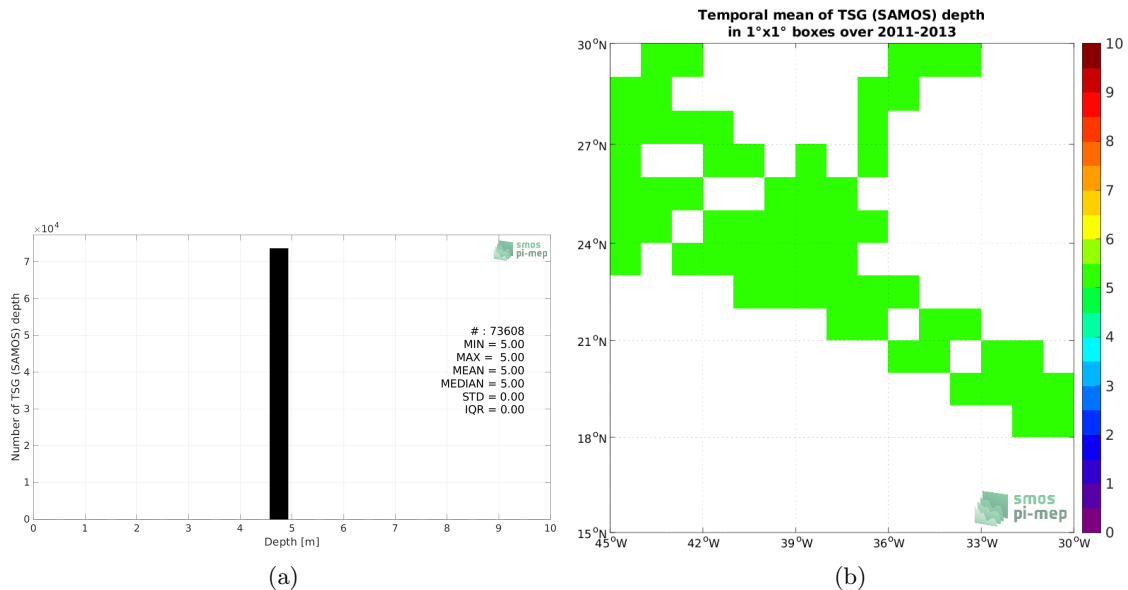 ×10⁴
7
6
5
4
3
2
1
0
Number of TSG (SAMOS) depth
smos
pi-mep
# : 73608
MIN = 5.00
MAX = 5.00
MEAN = 5.00
MEDIAN = 5.00
STD = 0.00
IQR = 0.00
0 1 2 3 4 5 6 7 8 9 10
Depth [m]
(a)
Temporal mean of TSG (SAMOS) depth
in 1°x1° boxes over 2011-2013
30°N
27°N
24°N
21°N
18°N
15°N
45°W 42°W 39°W 36°W 33°W 30°W
smos
pi-mep
10
9
8
7
6
5
4
3
2
1
0
(b)